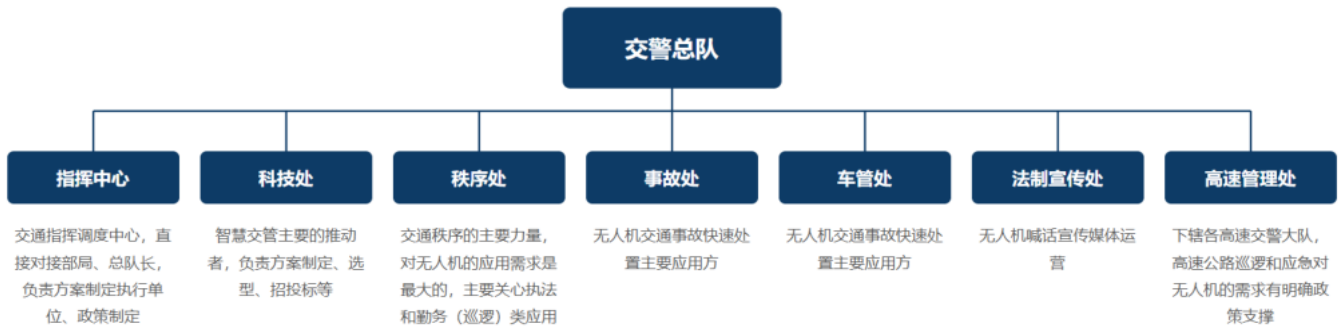 交警总队
指挥中心
交通指挥调度中心，直
接对接部局、总队长，
负责方案制定执行单
位、政策制定
科技处
智慧交管主要的推动
者，负责方案制定、选
型、招投标等
秩序处
交通秩序的主要力量，
对无人机的应用需求是
最大的，主要关心执法
和勤务（巡逻）类应用
事故处
无人机交通事故快速处
置主要应用方
车管处
无人机交通事故快速处
置主要应用方
法制宣传处
无人机喊话宣传媒体运
营
高速管理处
下辖各高速交警大队，
高速公路巡逻和应急对
无人机的需求有明确政
策支撑